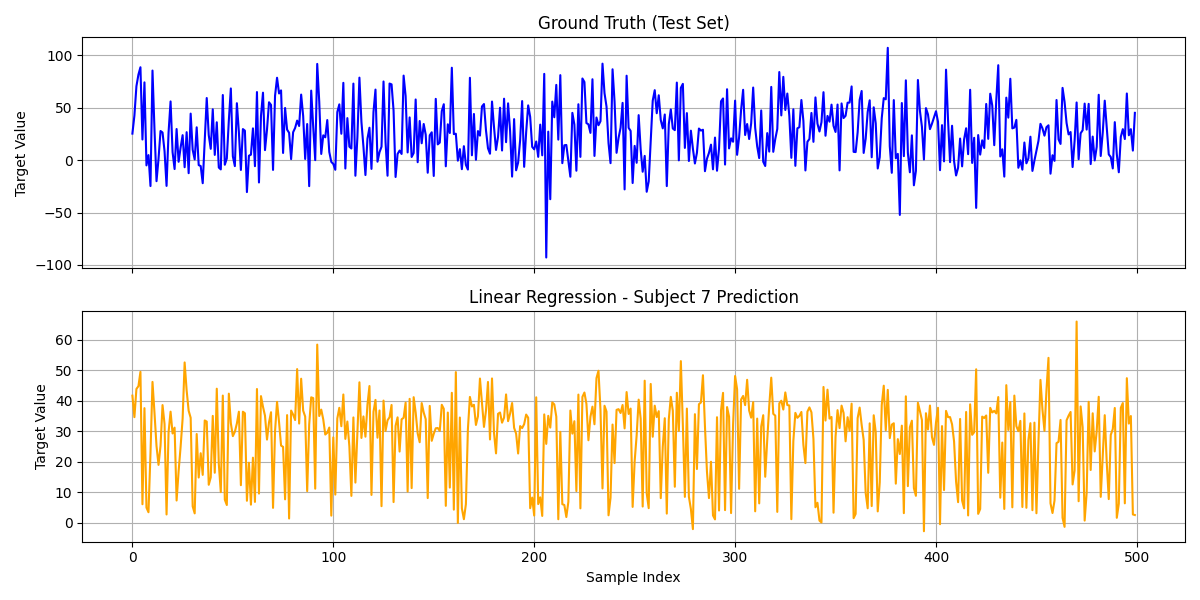 Ground Truth (Test Set)
Target Value
100
50
0
−50
−100
Linear Regression - Subject 7 Prediction
Target Value
60
50
40
30
20
10
0
0 100 200 300 400 500
Sample Index